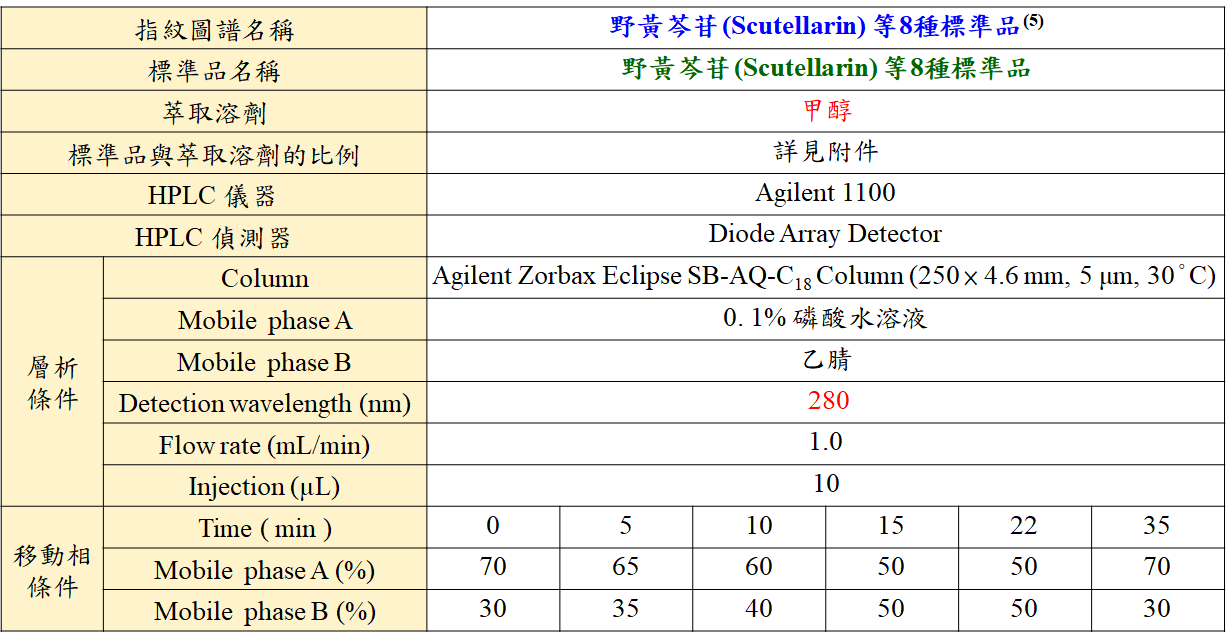 指紋圖譜名稱 野黃芩苷(Scutellarin) 等8種標準品(5)
標準品名稱 野黃芩苷(Scutellarin) 等8種標準品
萃取溶劑 甲醇
標準品與萃取溶劑的比例 詳見附件
HPLC 儀器 Agilent 1100
HPLC 偵測器 Diode Array Detector
層析條件 Column Agilent Zorbax Eclipse SB-AQ-C18 Column (250 × 4.6 mm, 5 μm, 30°C)
Mobile phase A 0. 1% 磷酸水溶液
Mobile phase B 乙腈
Detection wavelength (nm) 280
Flow rate (mL/min) 1.0
Injection (μL) 10
移動相條件 Time ( min ) 0 5 10 15 22 35
Mobile phase A (%) 70 65 60 50 50 70
Mobile phase B (%) 30 35 40 50 50 30